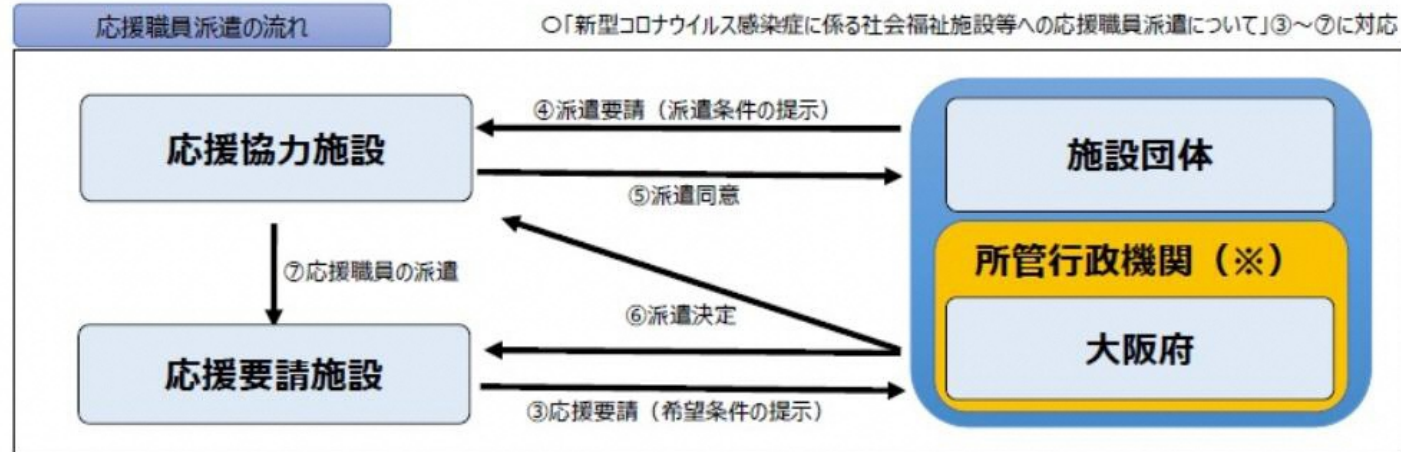 応援職員派遣の流れ
○「新型コロナウイルス感染症に係る社会福祉施設等への応援職員派遣について」③～⑦に対応
④派遣要請（派遣条件の提示）
応援協力施設
施設団体
⑤派遣同意
所管行政機関（※）
⑦応援職員の派遣
⑥派遣決定
大阪府
応援要請施設
③応援要請（希望条件の提示）